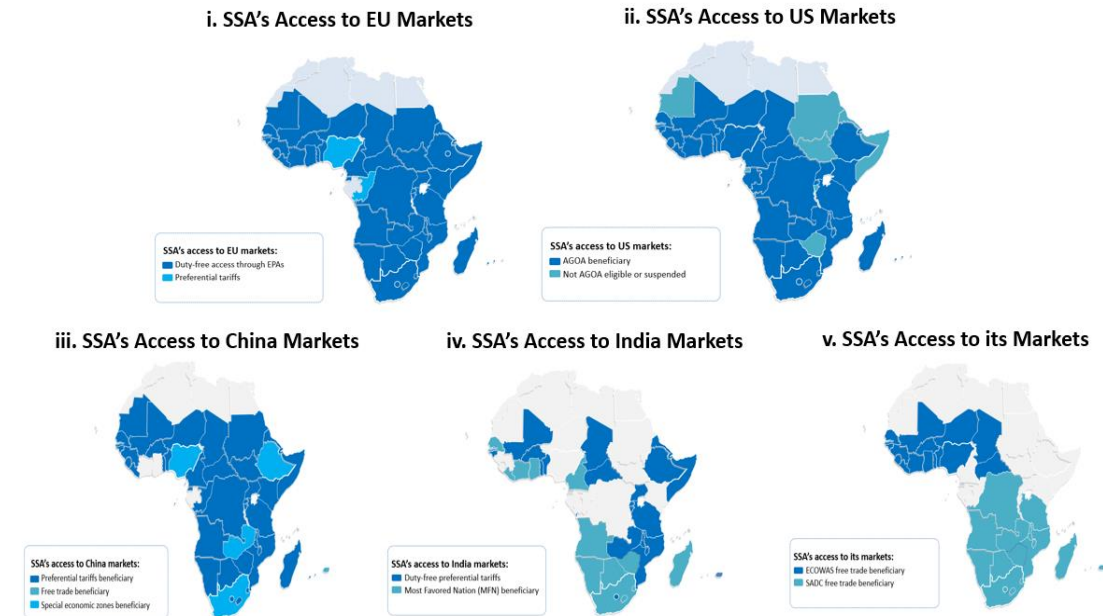 i. SSA's Access to EU Markets
ii. SSA's Access to US Markets
SSA's access to EU markets:
Duty-free access through EPAs
Preferential tariffs
SSA's access to US markets:
AGOA beneficiary
Not AGOA eligible or suspended
iii. SSA's Access to China Markets
iv. SSA's Access to India Markets
v. SSA's Access to its Markets
SSA's access to China markets:
Preferential tariffs beneficiary
Free trade beneficiary
Special economic zones beneficiary
SSA's access to India markets:
Duty-free preferential tariffs
Most Favored Nation (MFN) beneficiary
SSA's access to its markets:
ECOWAS free trade beneficiary
SADC free trade beneficiary